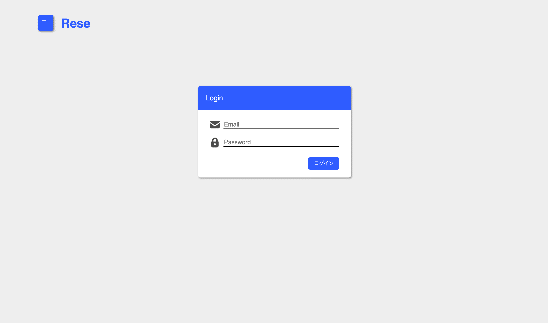 Rese
Login
Email
Password
ログイン